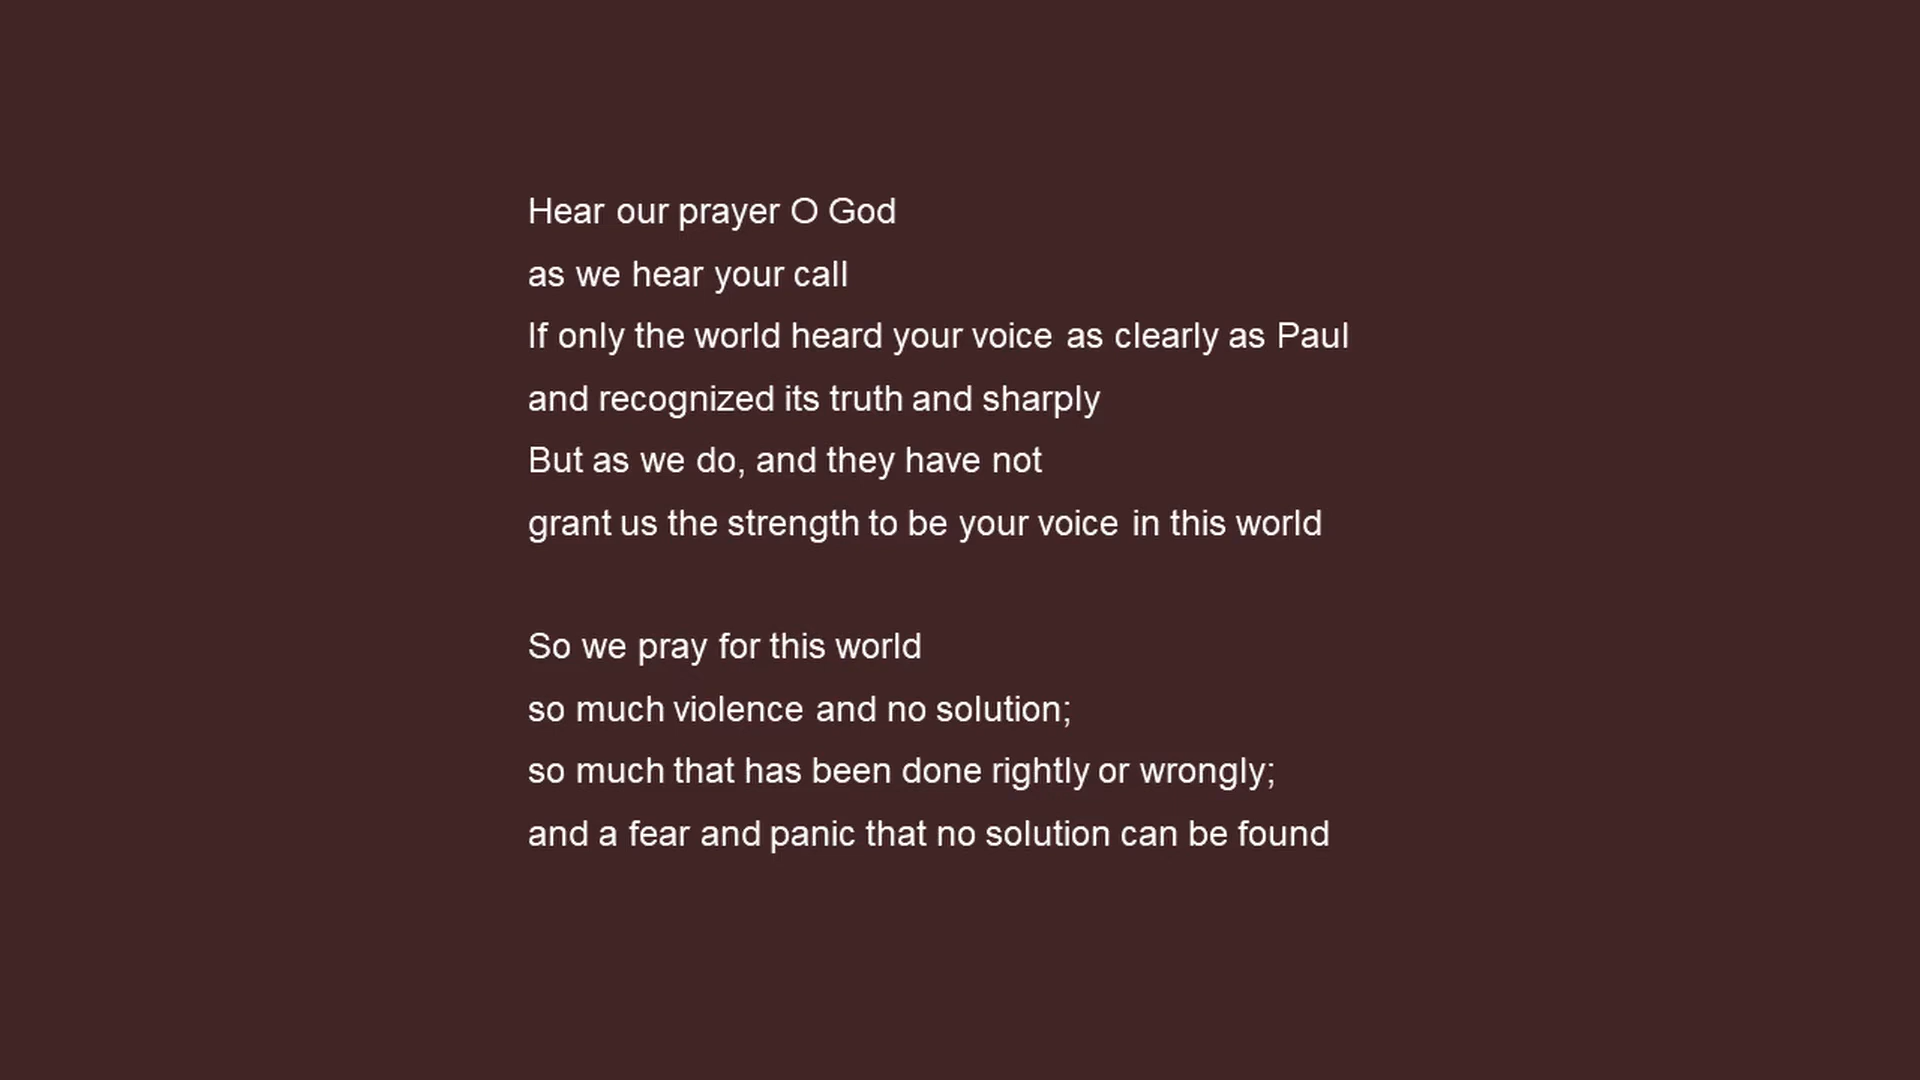 Hear our prayer O God
as we hear your call
If only the world heard your voice as clearly as Paul
and recognized its truth and sharply
But as we do, and they have not
grant us the strength to be your voice in this world
So we pray for this world
so much violence and no solution;
so much that has been done rightly or wrongly;
and a fear and panic that no solution can be found